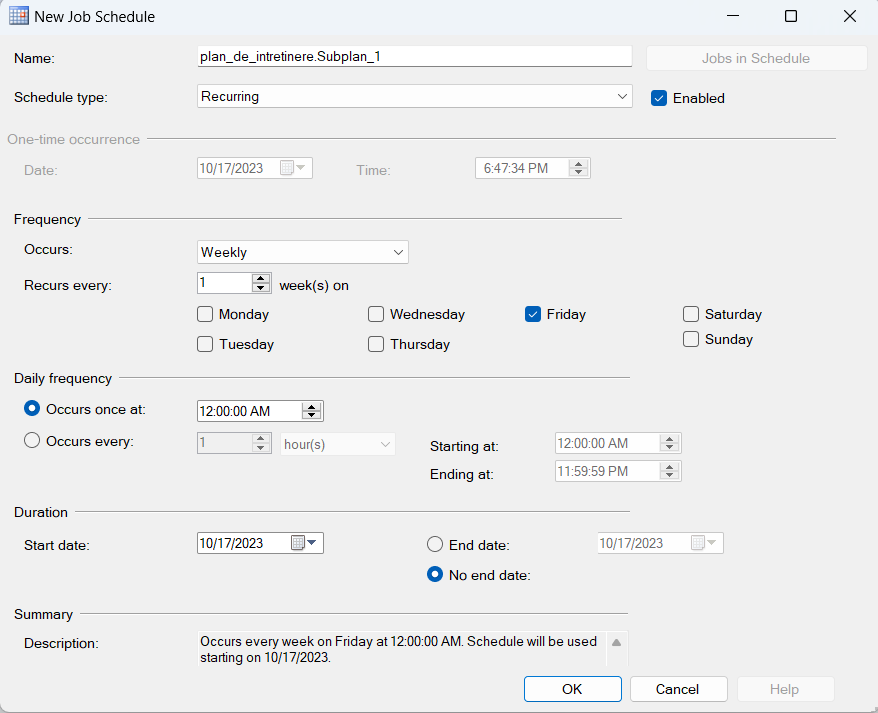 New Job Schedule
Name: plan_de_intretinere.Subplan_1 Jobs in Schedule
Schedule type: Recurring Enabled
One-time occurrence
Date: 10/17/2023 Time: 6:47:34 PM
Frequency
Occurs: Weekly
Recurs every: 1 week(s) on
Monday Wednesday Friday Saturday
Tuesday Thursday Sunday
Daily frequency
Occurs once at: 12:00:00 AM
Occurs every: 1 hour(s) Starting at: 12:00:00 AM
Ending at: 11:59:59 PM
Duration
Start date: 10/17/2023 End date: 10/17/2023
No end date:
Summary
Description: Occurs every week on Friday at 12:00:00 AM. Schedule will be used
starting on 10/17/2023.
OK Cancel Help